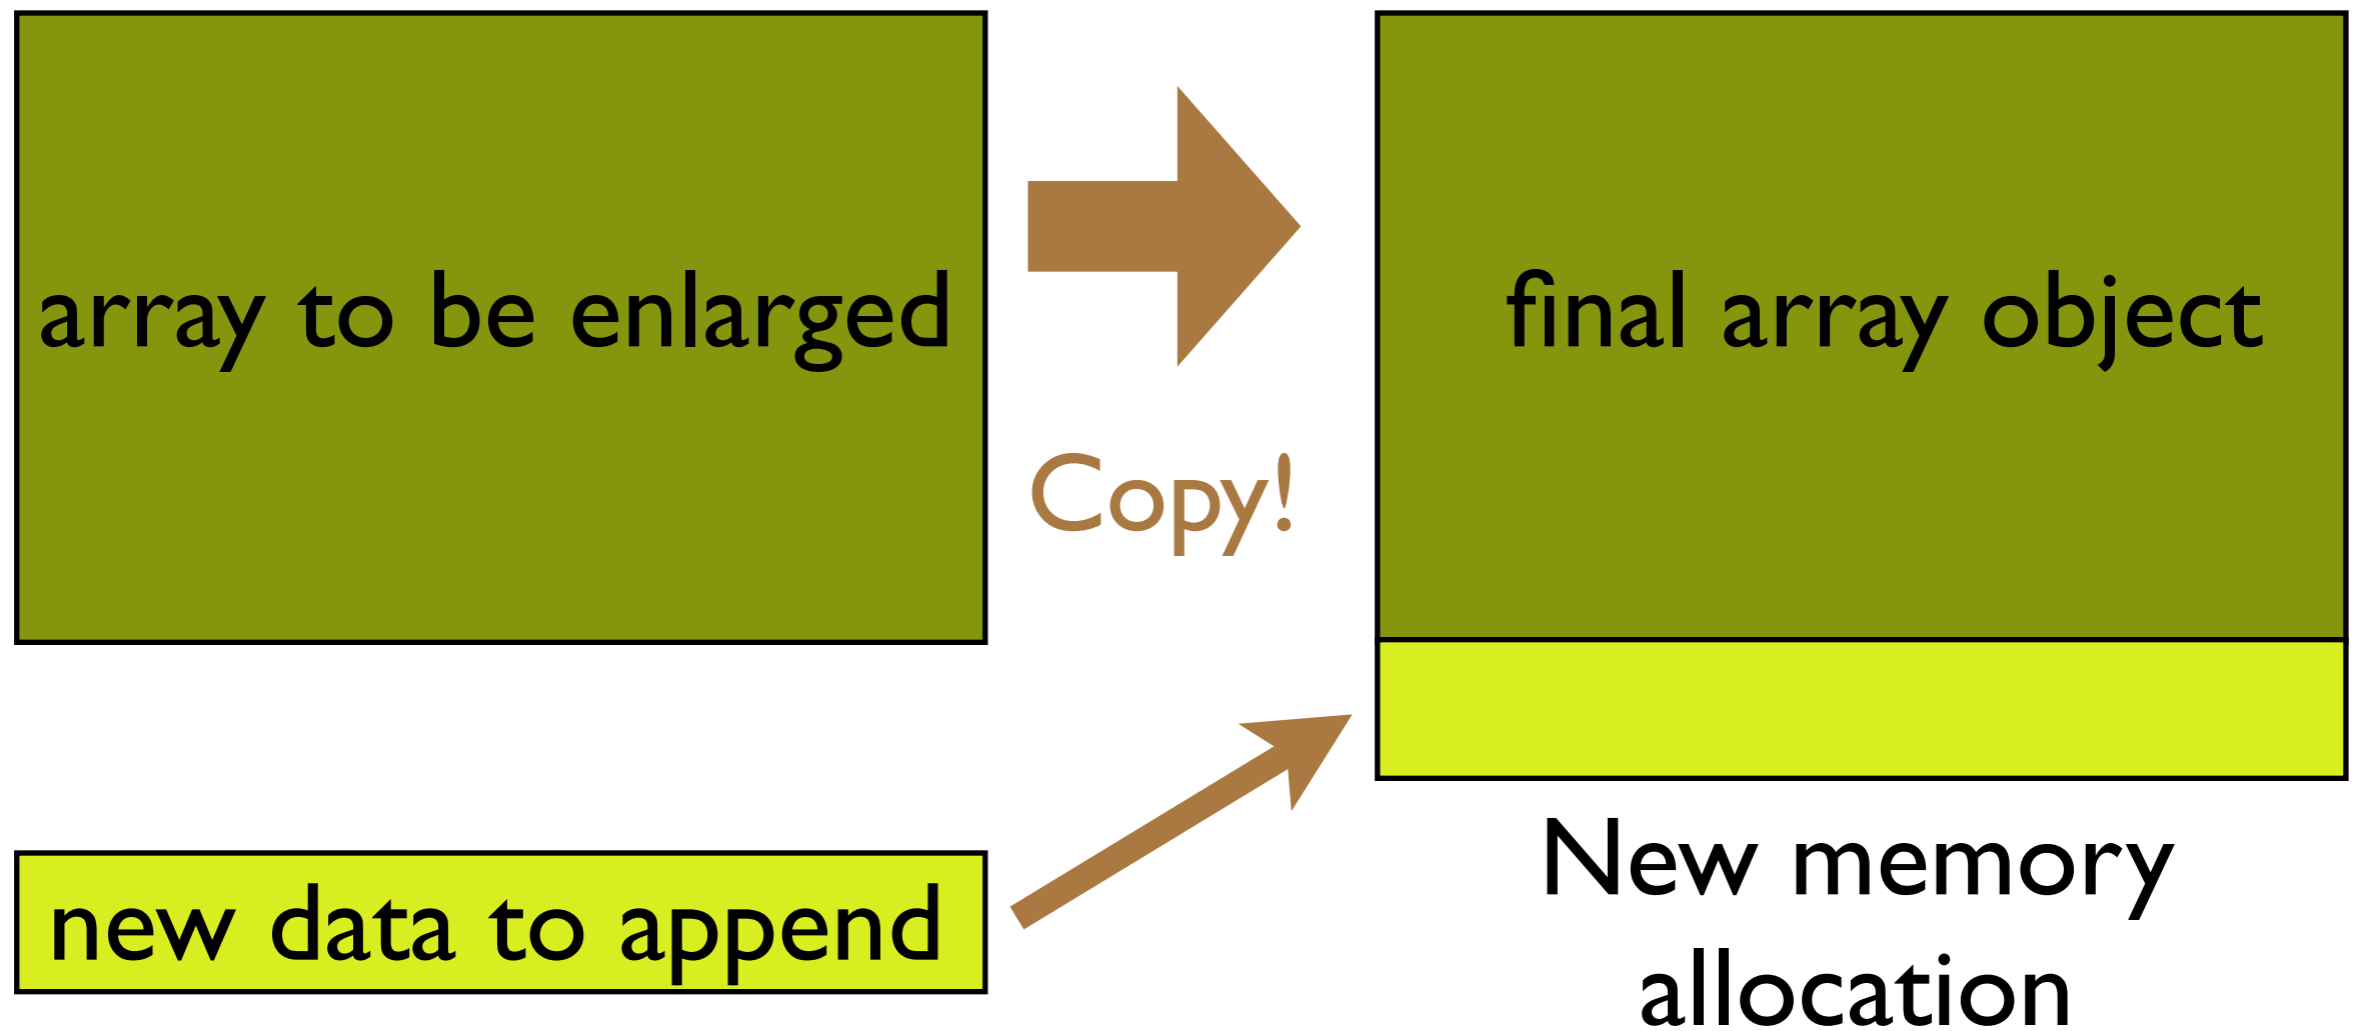 array to be enlarged
final array object
Copy!
new data to append
New memory
allocation